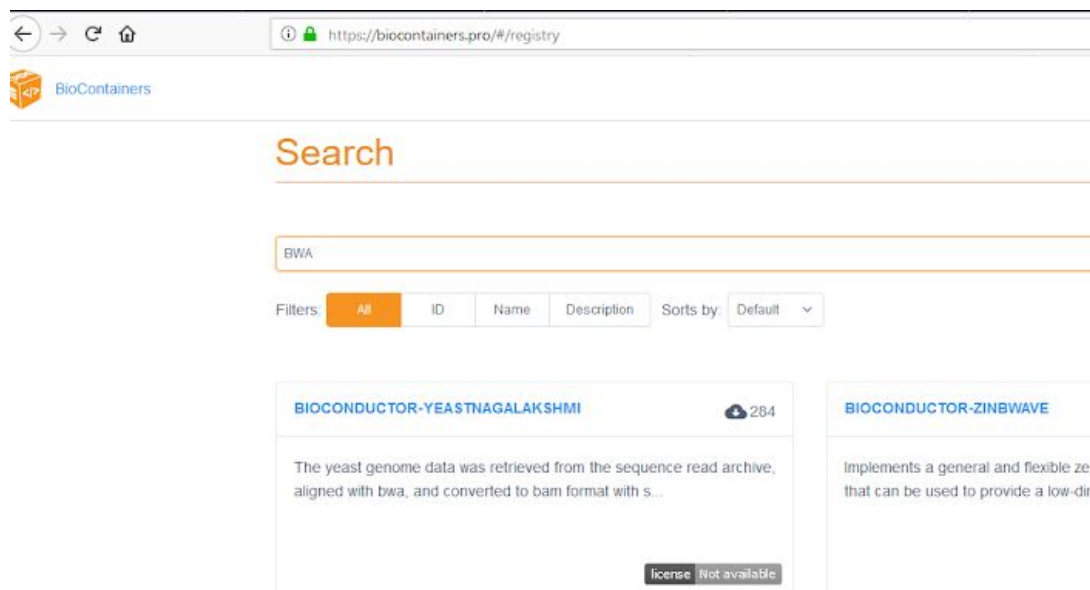 https://biocontainers.pro/#/registry
BioContainers
Search
BWA
Filters: All ID Name Description Sorts by: Default
BIOCONDUCTOR-YEASTNAGALAKSHMI 284
The yeast genome data was retrieved from the sequence read archive,
aligned with bwa, and converted to bam format with s...
license Not available
BIOCONDUCTOR-ZINBWAVE
Implements a general and flexible ze
that can be used to provide a low-dir